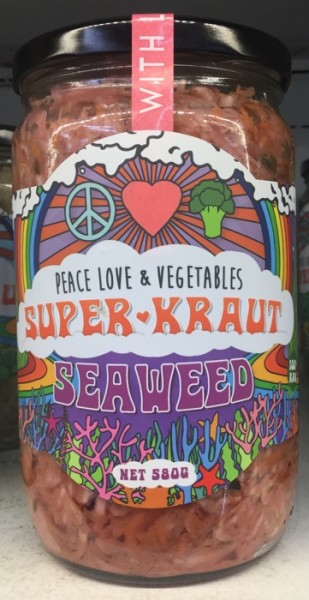 WITH L
PEACE LOVE & VEGETABLES
SUPER KRAUT
SEAWEED
NET 580G